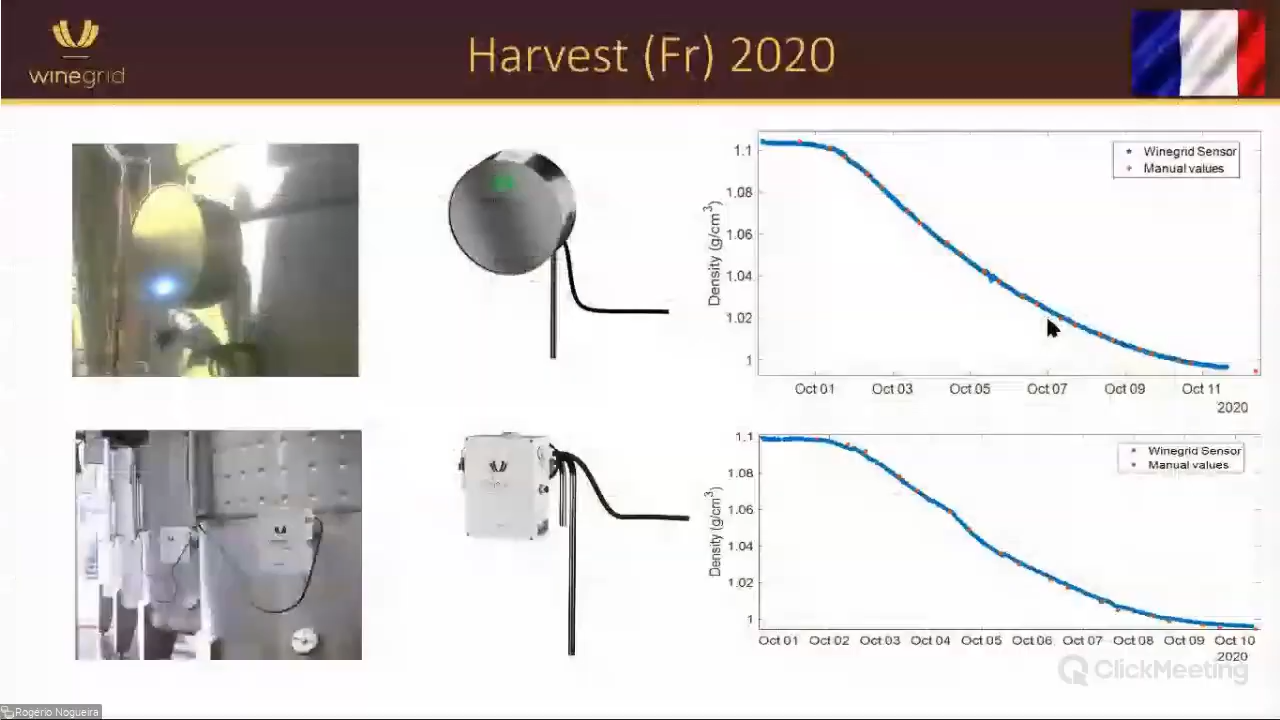 winegrid
Harvest (Fr) 2020
Density (g/cm³)
1.1
1.08
1.06
1.04
1.02
1
Winegrid Sensor
Manual values
Oct 01 Oct 03 Oct 05 Oct 07 Oct 09 Oct 11
2020
Density (g/cm³)
1.1
1.08
1.06
1.04
1.02
1
Winegrid Sensor
Manual values
Oct 01 Oct 02 Oct 03 Oct 04 Oct 05 Oct 06 Oct 07 Oct 08 Oct 09 Oct 10
2020
ClickMeeting
Rogério Nogueira